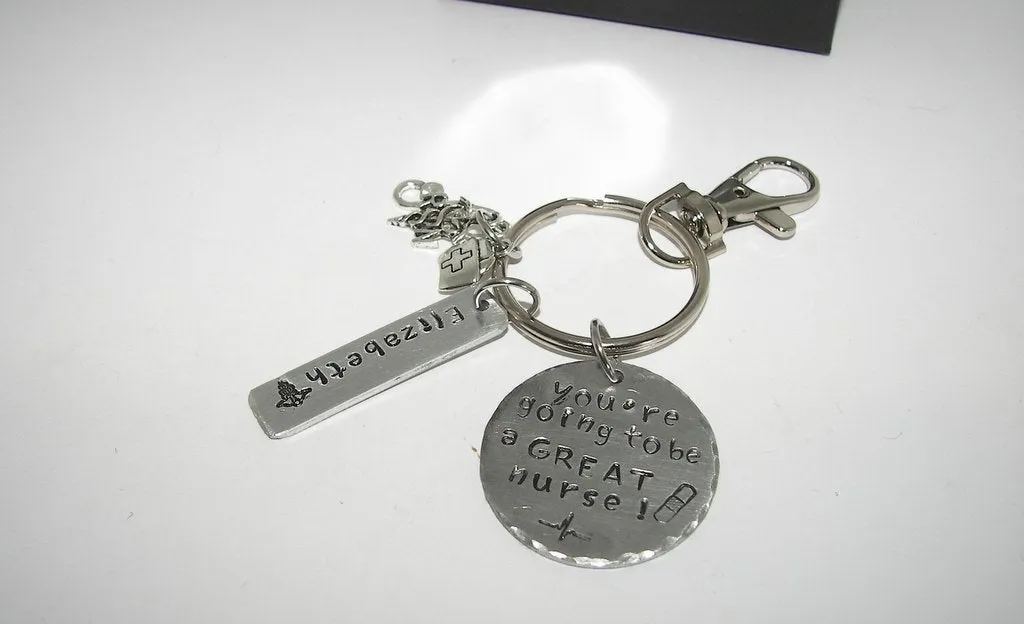 Elizabeth
you're
going to be
a GREAT
nurse!